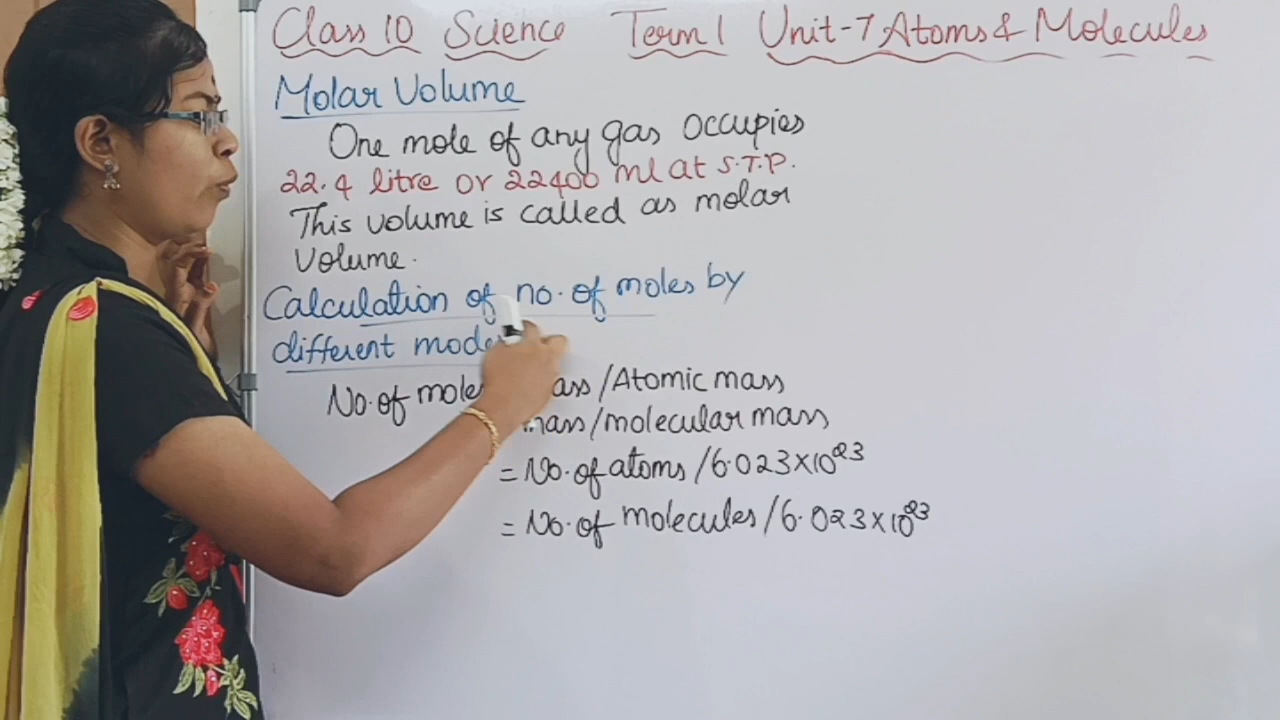 Class 10 Science Term 1 Unit-7 Atoms & Molecules
Molar Volume
One mole of any gas occupies
22.4 litre or 22400 ml at S.T.P.
This volume is called as molar
Volume.
Calculation of no. of moles by
different mode
No. of mole ass / Atomic mass
mass / molecular mass
= No. of atoms / 6.023 × 10²³
= No. of molecules / 6.023 × 10²³